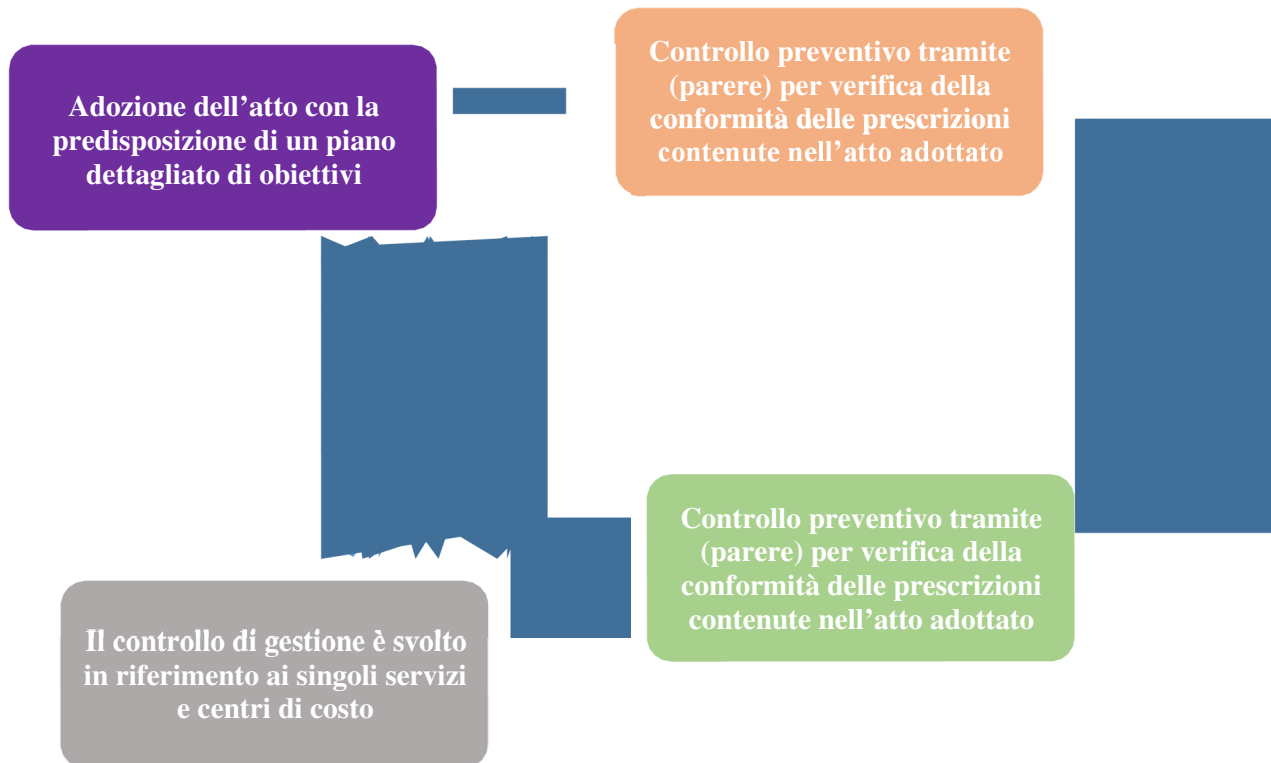 Adozione dell’atto con la
predisposizione di un piano
dettagliato di obiettivi
Controllo preventivo tramite
(parere) per verifica della
conformità delle prescrizioni
contenute nell’atto adottato
Controllo preventivo tramite
(parere) per verifica della
conformità delle prescrizioni
contenute nell’atto adottato
Il controllo di gestione è svolto
in riferimento ai singoli servizi
e centri di costo